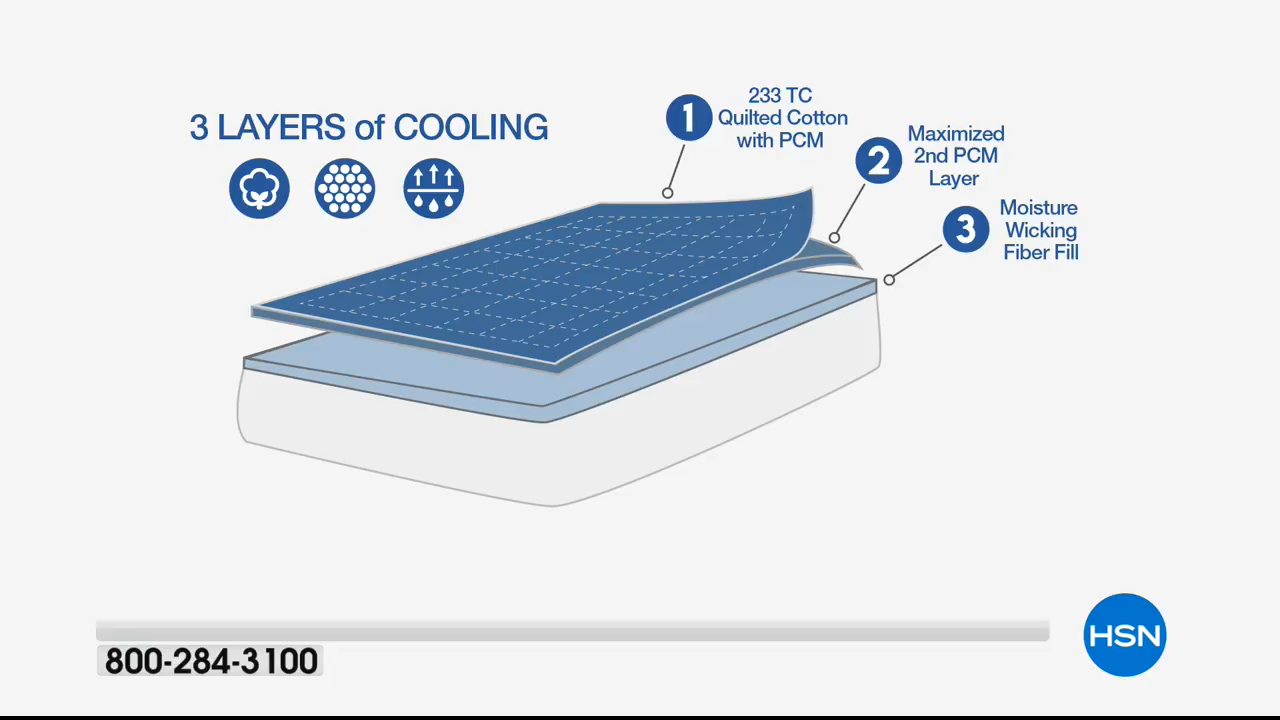 3 LAYERS of COOLING
1
233 TC
Quilted Cotton
with PCM
2
Maximized
2nd PCM
Layer
3
Moisture
Wicking
Fiber Fill
800-284-3100
HSN